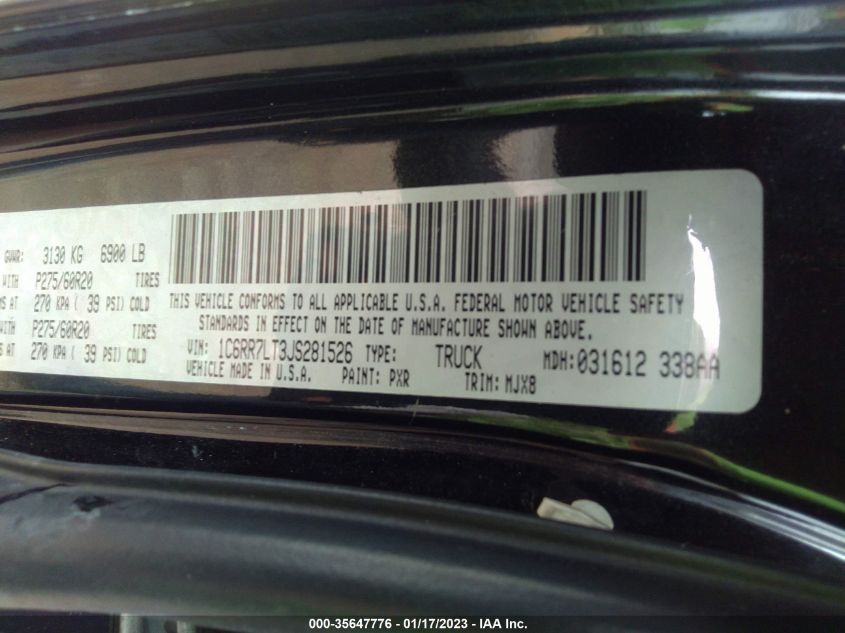 GVWR: 3130 KG 6900 LB
WITH P275/60R20 TIRES
AT 270 KPA ( 39 PSI) COLD
WITH P275/60R20 TIRES
AT 270 KPA ( 39 PSI) COLD
THIS VEHICLE CONFORMS TO ALL APPLICABLE U.S.A. FEDERAL MOTOR VEHICLE SAFETY
STANDARDS IN EFFECT ON THE DATE OF MANUFACTURE SHOWN ABOVE.
VIN: 1C6RR7LT3JS281526 TYPE: TRUCK MDH:031612 338AA
VEHICLE MADE IN U.S.A. PAINT: PXR TRIM: MJX8
000-35647776 - 01/17/2023 - IAA Inc.